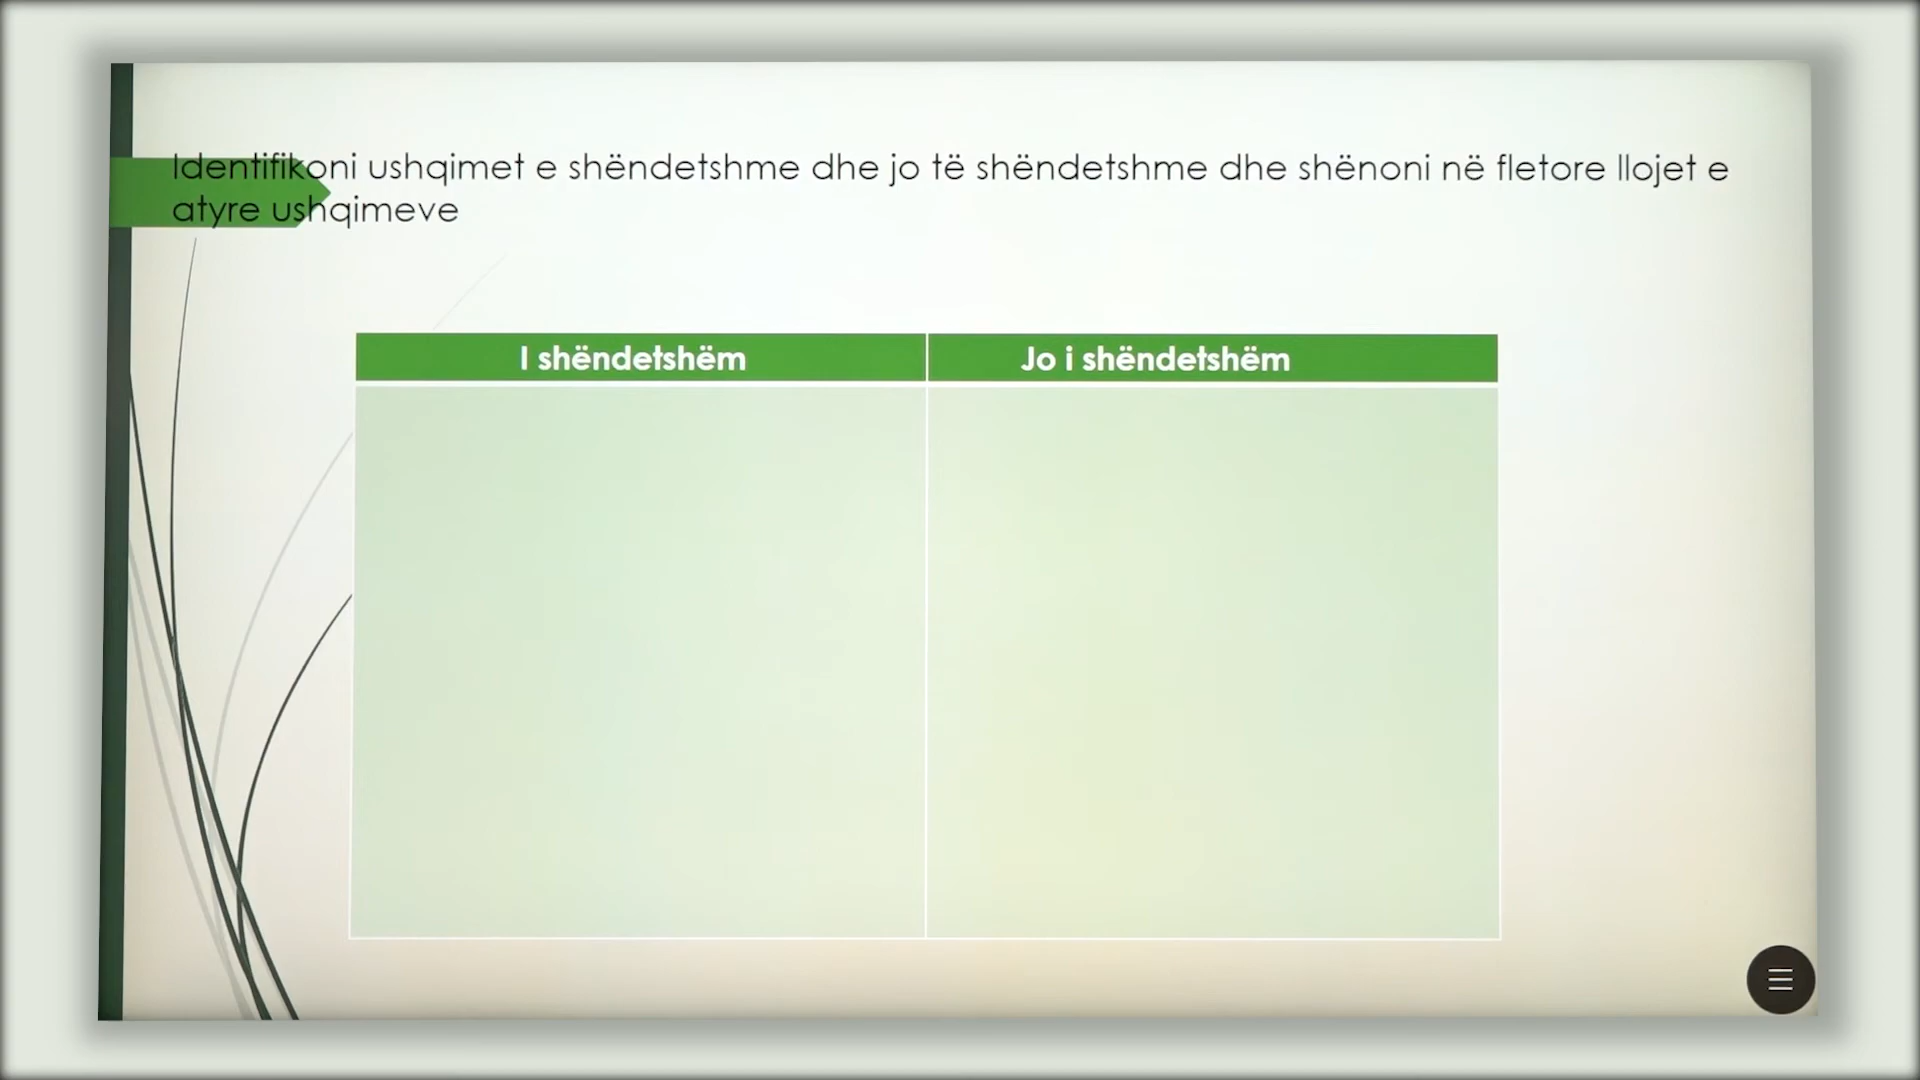 Identifikoni ushqimet e shëndetshme dhe jo të shëndetshme dhe shënoni në fletore llojet e
atyre ushqimeve
I shëndetshëm
Jo i shëndetshëm